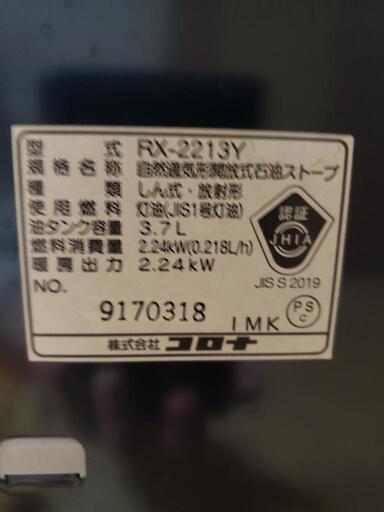 型式 RX-2213Y
規格名称 自然通気形開放式石油ストーブ
種類 しん式・放射形
使用燃料 灯油(JIS1号灯油)
油タンク容量 3.7L
燃料消費量 2.24kW(0.218L/h)
暖房出力 2.24kW
認証
JHIA
JIS S 2019
NO.
9170318
1MK
PS
C
株式会社 コロナ